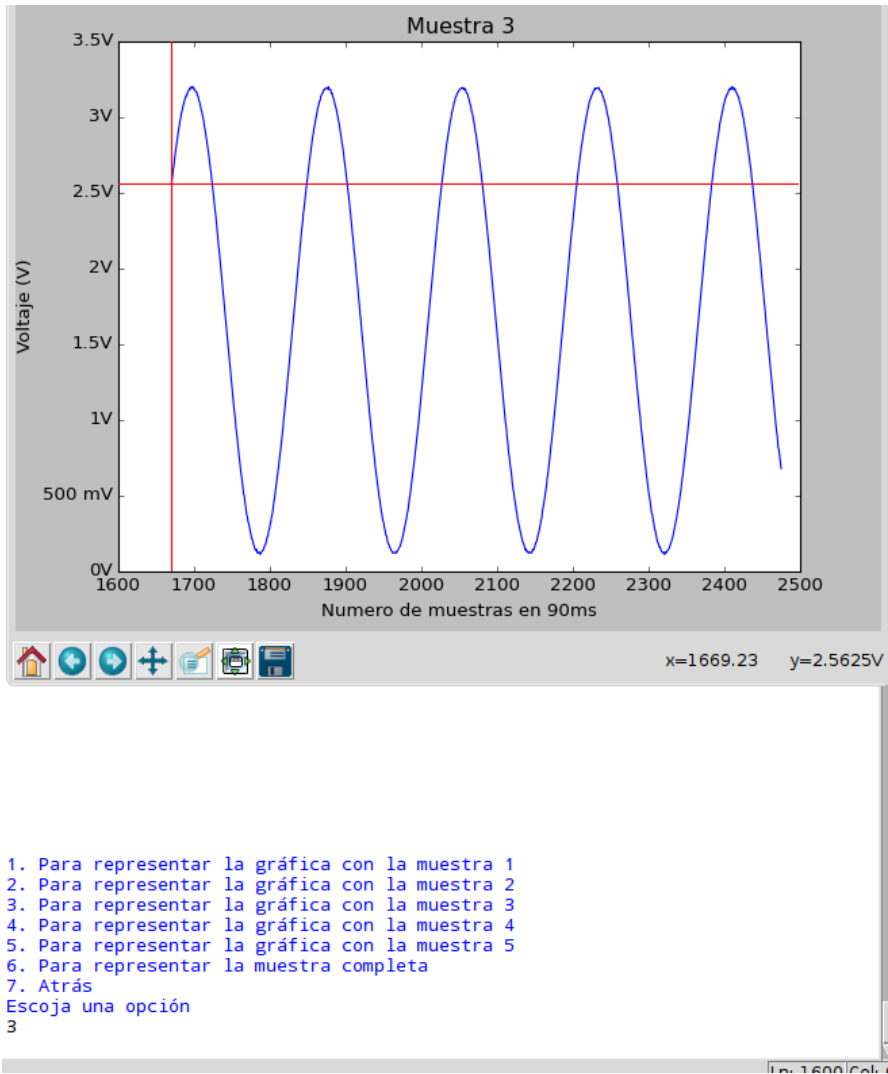 Muestra 3
3.5V
3V
2.5V
2V
1.5V
1V
500 mV
0V
Voltaje (V)
1600 1700 1800 1900 2000 2100 2200 2300 2400 2500
Numero de muestras en 90ms
x=1669.23 y=2.5625V
1. Para representar la gráfica con la muestra 1
2. Para representar la gráfica con la muestra 2
3. Para representar la gráfica con la muestra 3
4. Para representar la gráfica con la muestra 4
5. Para representar la gráfica con la muestra 5
6. Para representar la muestra completa
7. Atrás
Escoja una opción
3
Ln: 1600 Col: